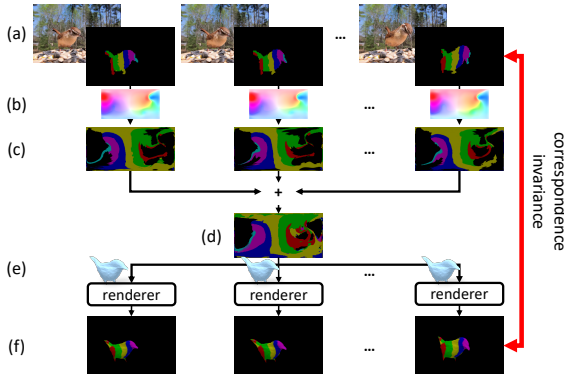 (a)
...
(b)
...
(c)
...
+
(d)
(e)
...
renderer
renderer
renderer
(f)
...
correspondence
invariance